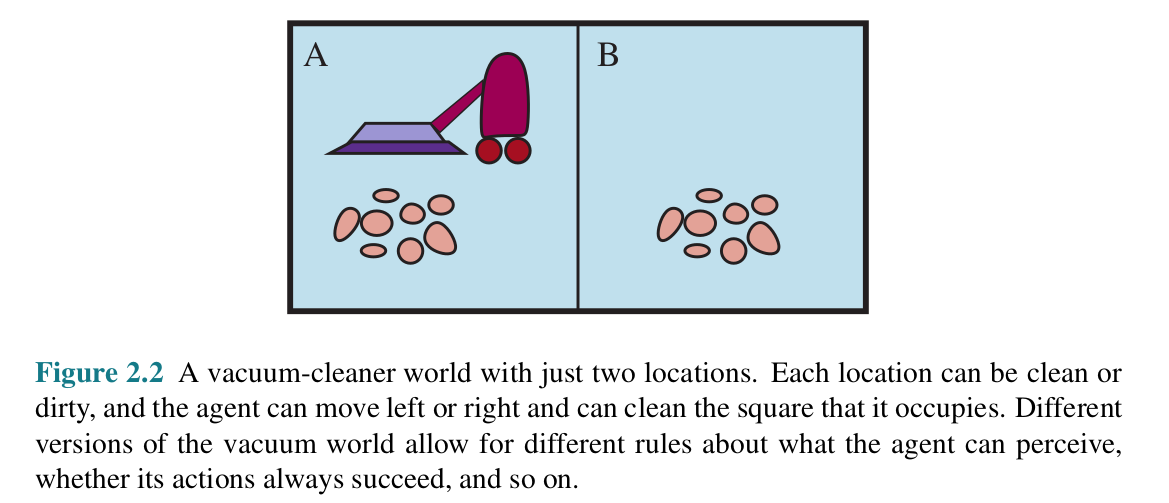 A
B
Figure 2.2 A vacuum-cleaner world with just two locations. Each location can be clean or
dirty, and the agent can move left or right and can clean the square that it occupies. Different
versions of the vacuum world allow for different rules about what the agent can perceive,
whether its actions always succeed, and so on.